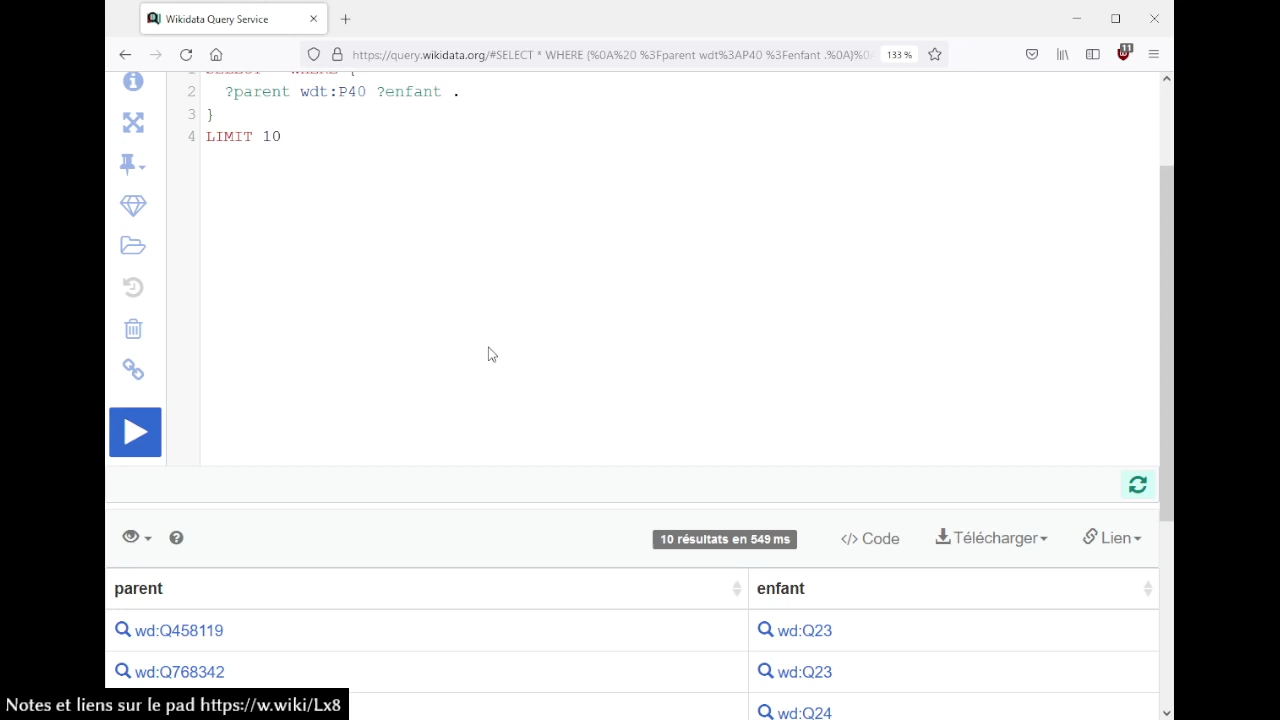 Wikidata Query Service
https://query.wikidata.org/#SELECT * WHERE {%0A%20 %3Fparent wdt%3AP40 %3Fenfant .%0A}%0
133 %
11
2 ?parent wdt:P40 ?enfant .
3 }
4 LIMIT 10
10 résultats en 549 ms
</> Code
Télécharger
Lien
parent enfant
wd:Q458119 wd:Q23
wd:Q768342 wd:Q23
wd:Q24
Notes et liens sur le pad https://w.wiki/Lx8